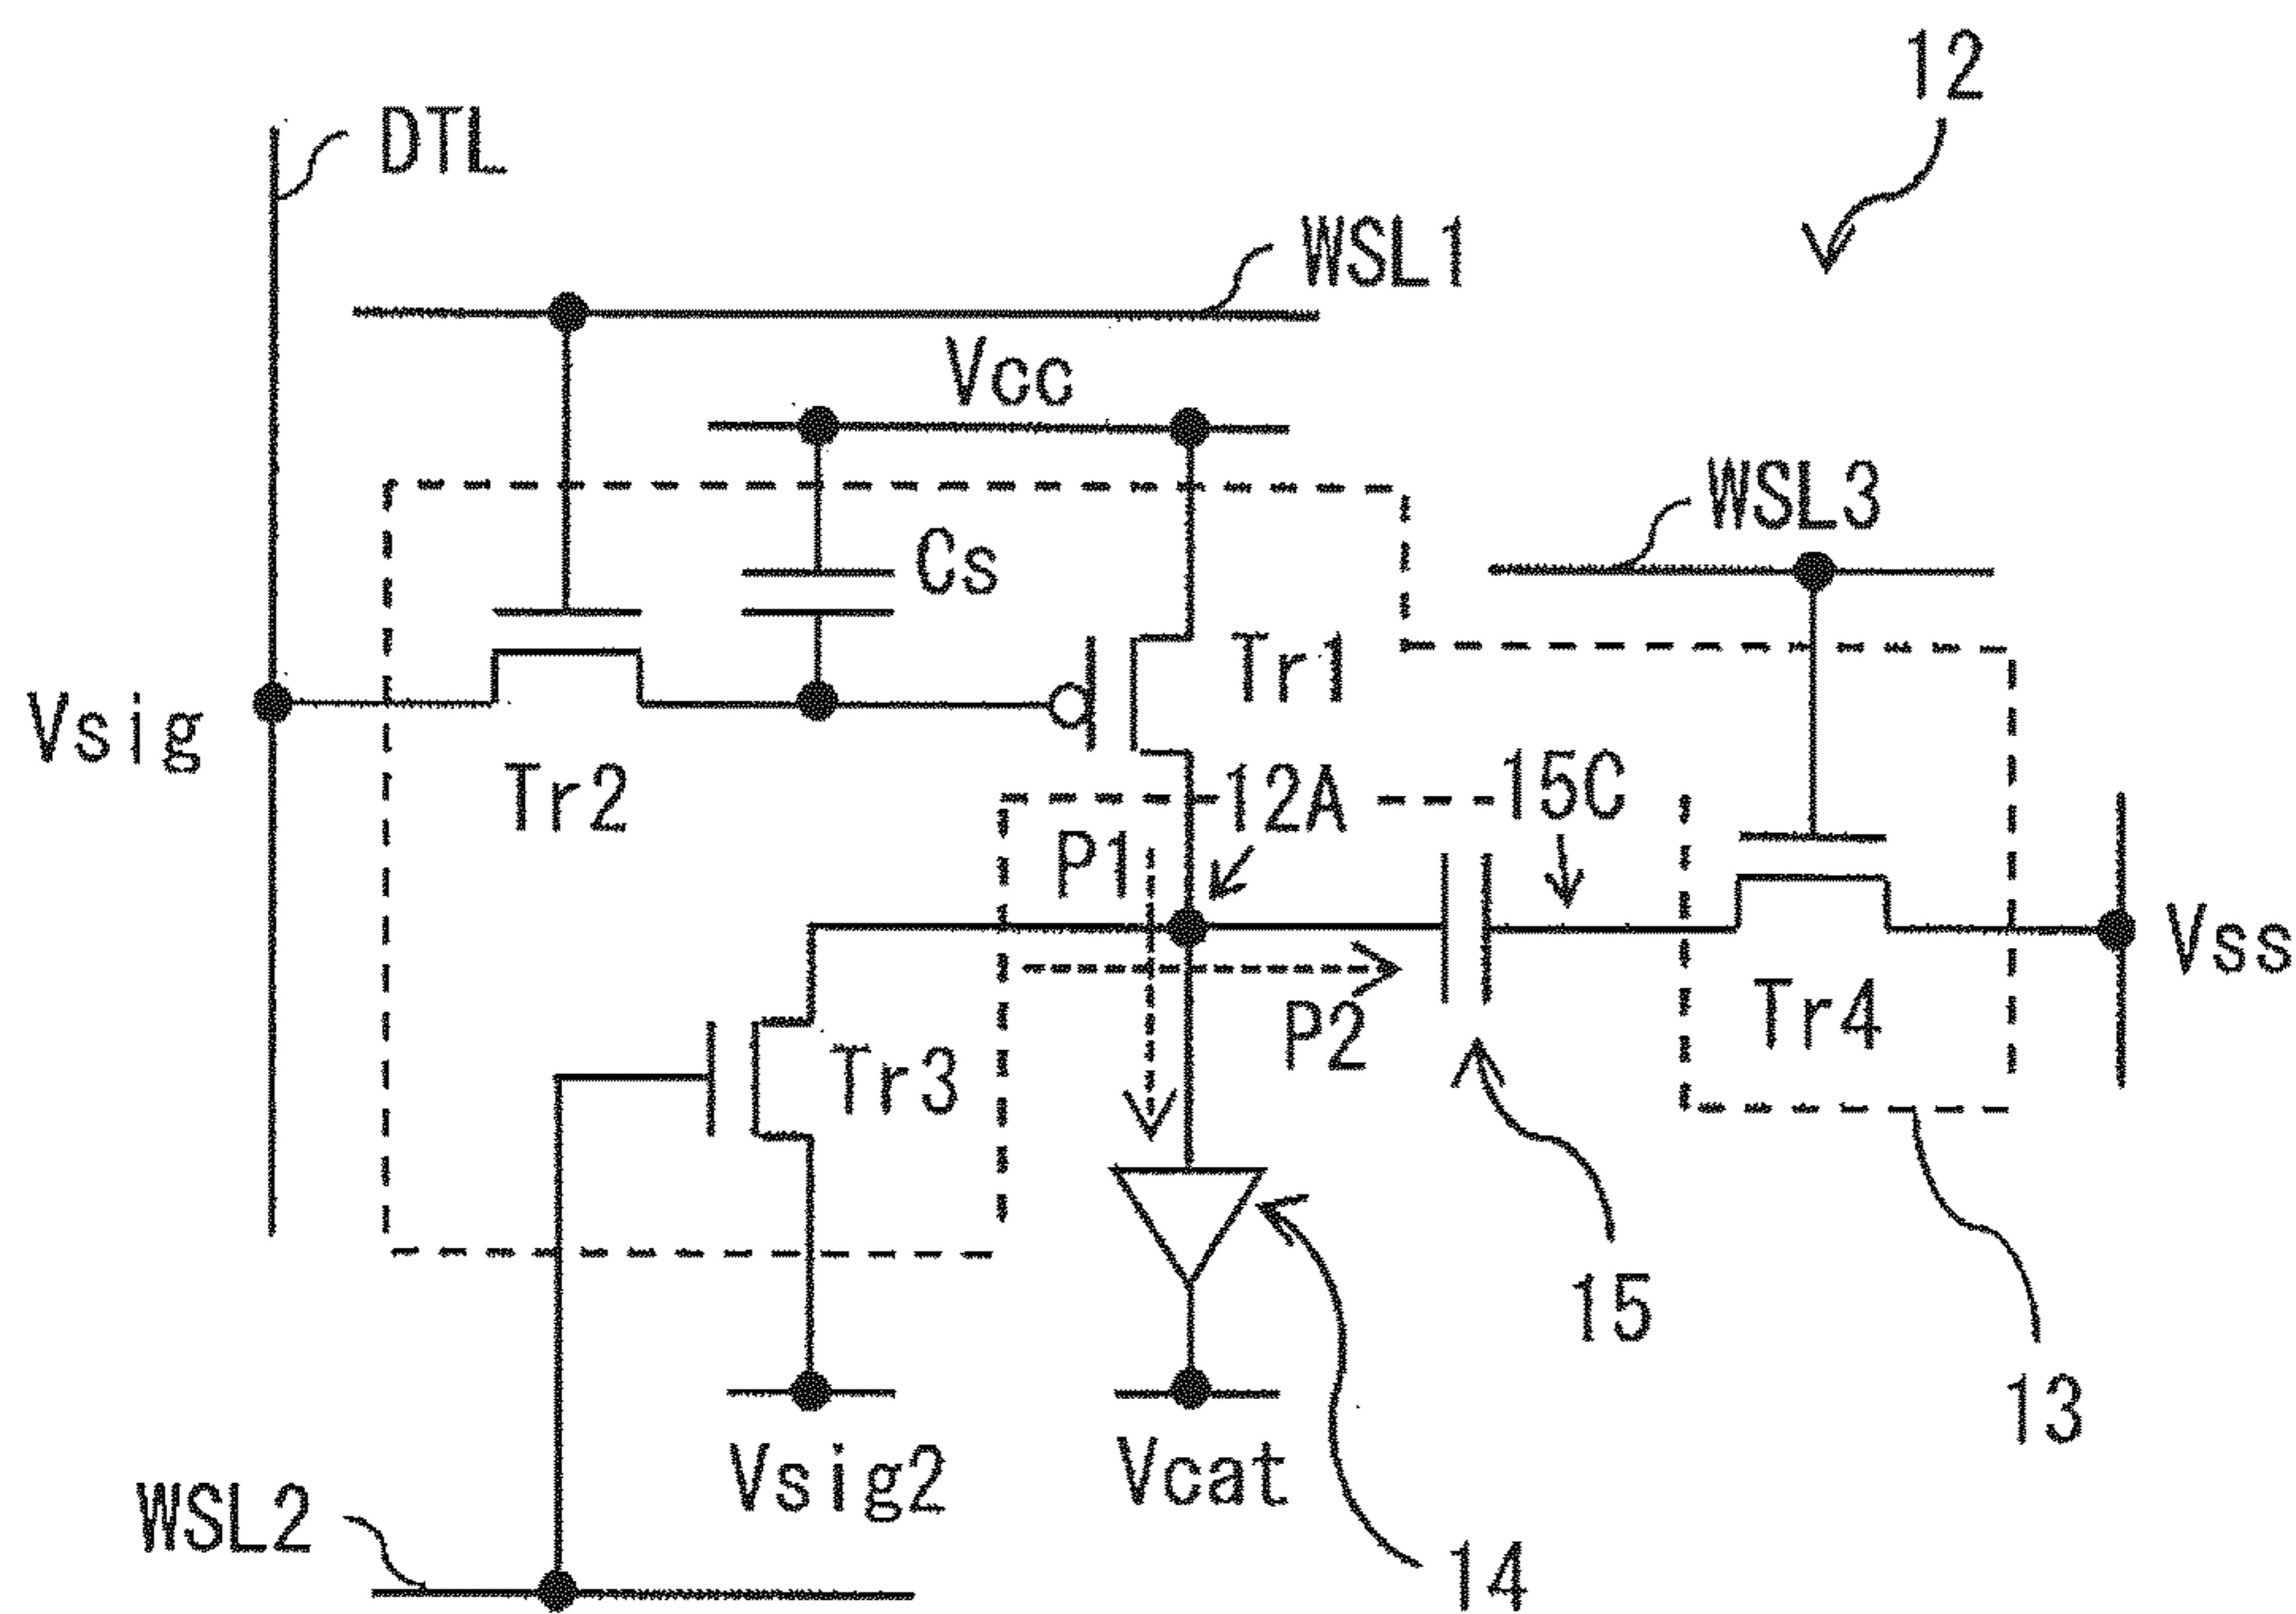 12
DTL
WSL1
Vcc
WSL3
Cs
Tr1
Vsig
Tr2
12A
15C
P1
Vss
Tr4
P2
Tr3
15
13
Vsig2
Vcat
WSL2
14